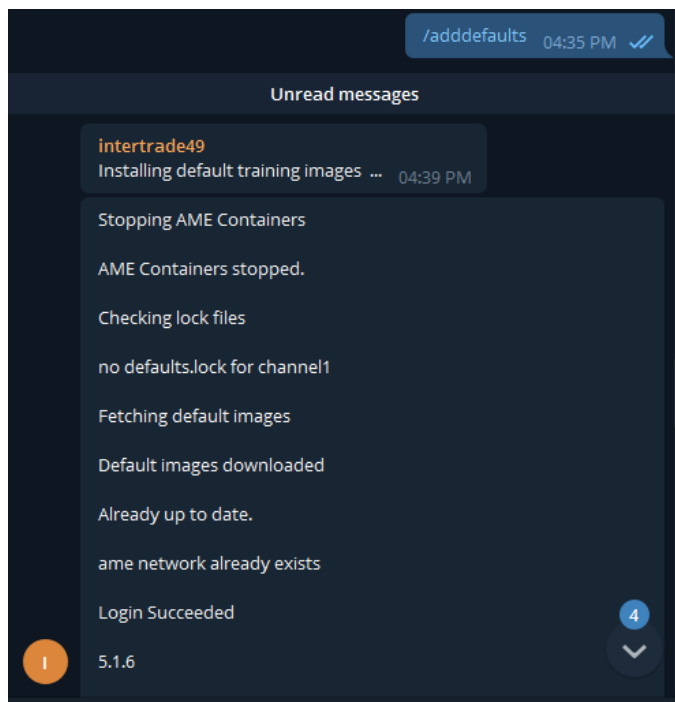 /adddefaults 04:35 PM
Unread messages
intertrade49
Installing default training images ... 04:39 PM
Stopping AME Containers
AME Containers stopped.
Checking lock files
no defaults.lock for channel1
Fetching default images
Default images downloaded
Already up to date.
ame network already exists
Login Succeeded
4
I
5.1.6